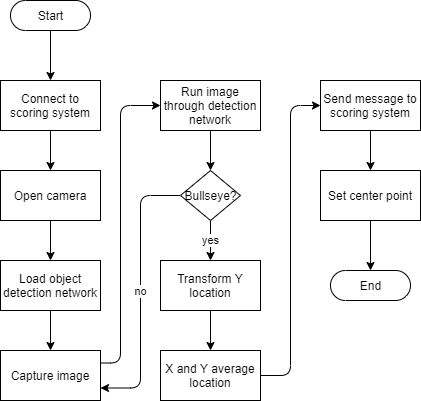 Start
Connect to
scoring system
Open camera
Load object
detection network
Capture image
Run image
through detection
network
Bullseye?
yes
no
Transform Y
location
X and Y average
location
Send message to
scoring system
Set center point
End